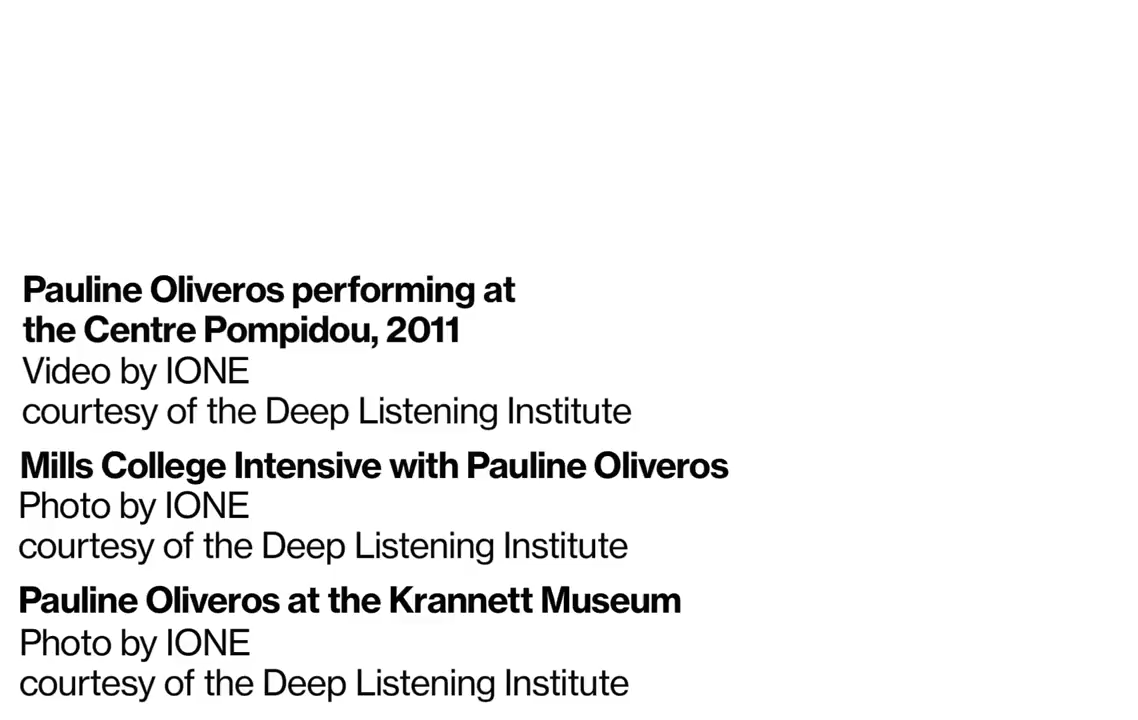 Pauline Oliveros performing at
the Centre Pompidou, 2011
Video by IONE
courtesy of the Deep Listening Institute
Mills College Intensive with Pauline Oliveros
Photo by IONE
courtesy of the Deep Listening Institute
Pauline Oliveros at the Krannett Museum
Photo by IONE
courtesy of the Deep Listening Institute